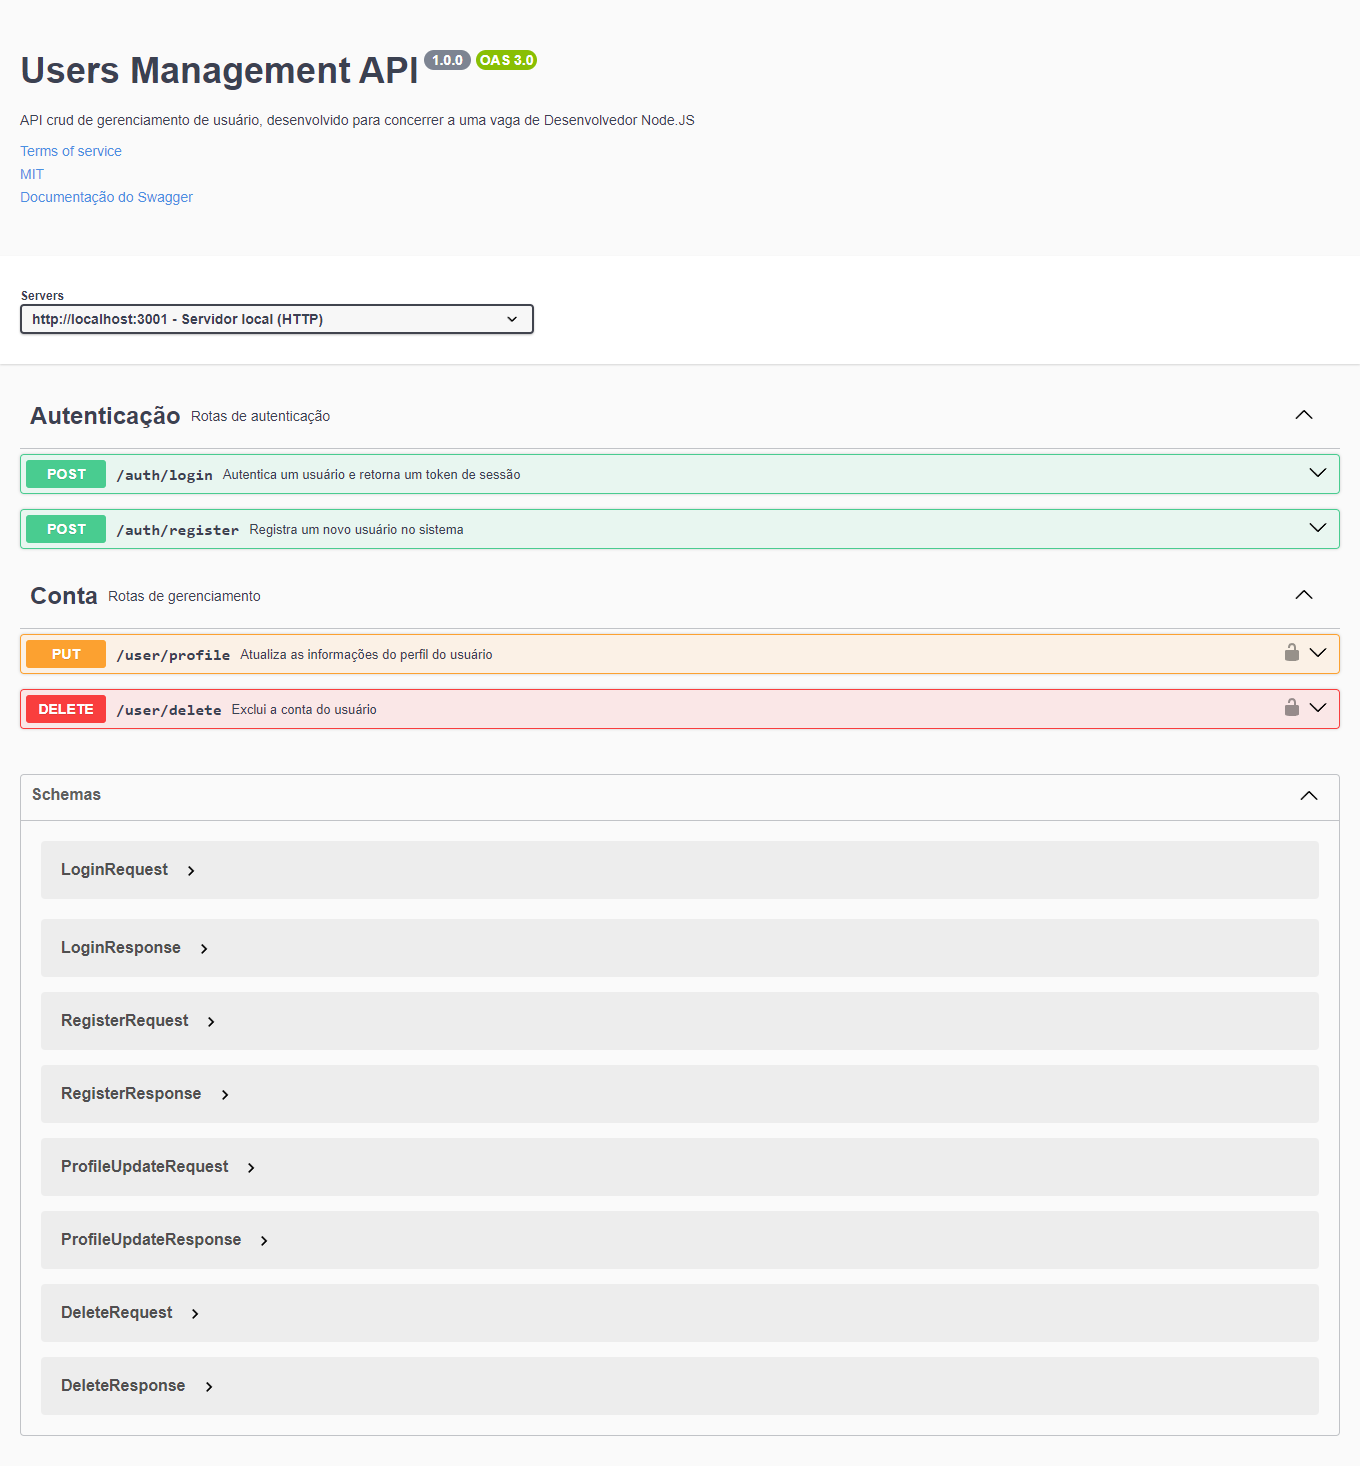 Users Management API 1.0.0 OAS 3.0
API crud de gerenciamento de usuário, desenvolvido para concerrer a uma vaga de Desenvolvedor Node.JS
Terms of service
MIT
Documentação do Swagger
Servers
http://localhost:3001 - Servidor local (HTTP)
Autenticação Rotas de autenticação
POST /auth/login Autentica um usuário e retorna um token de sessão
POST /auth/register Registra um novo usuário no sistema
Conta Rotas de gerenciamento
PUT /user/profile Atualiza as informações do perfil do usuário
DELETE /user/delete Exclui a conta do usuário
Schemas
LoginRequest
LoginResponse
RegisterRequest
RegisterResponse
ProfileUpdateRequest
ProfileUpdateResponse
DeleteRequest
DeleteResponse